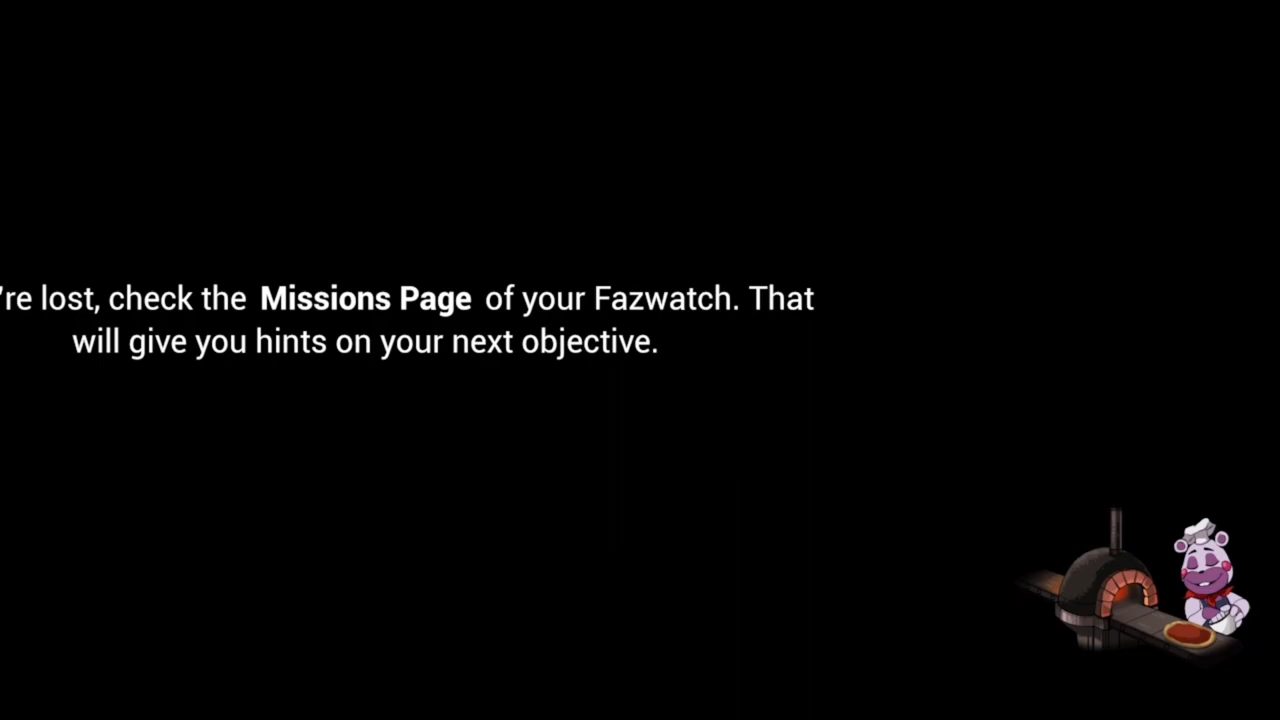 're lost, check the Missions Page of your Fazwatch. That
will give you hints on your next objective.